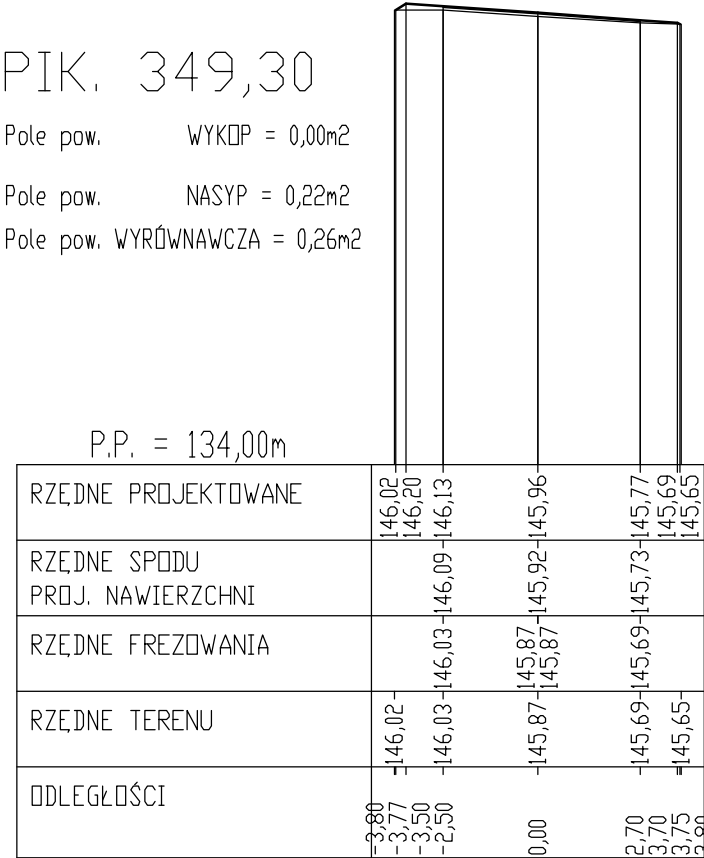 PIK. 349,30
Pole pow. WYKOP = 0,00m2
Pole pow. NASYP = 0,22m2
Pole pow. WYRÓWNAWCZA = 0,26m2
P.P. = 134,00m
RZĘDNE PROJEKTOWANE 146,02 146,20 146,13 145,96 145,77 145,69 145,65
RZĘDNE SPODU
PROJ. NAWIERZCHNI 146,09 145,92 145,73
RZĘDNE FREZOWANIA 146,03 145,87 145,87 145,69
RZĘDNE TERENU 146,02 146,03 145,87 145,69 145,65
ODLEGŁOŚCI -3,80 -3,77 -3,50 -2,50 0,00 2,70 3,70 3,75 3,80